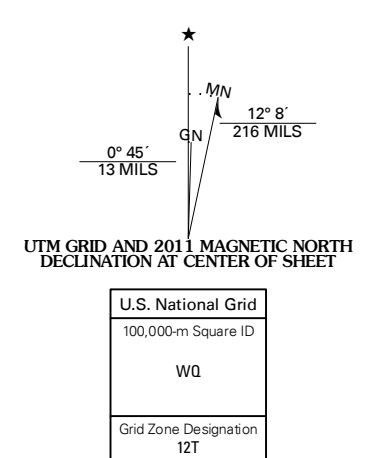 ★
MN
12° 8´
216 MILS
GN
0° 45´
13 MILS
UTM GRID AND 2011 MAGNETIC NORTH
DECLINATION AT CENTER OF SHEET
U.S. National Grid
100,000-m Square ID
WQ
Grid Zone Designation
12T